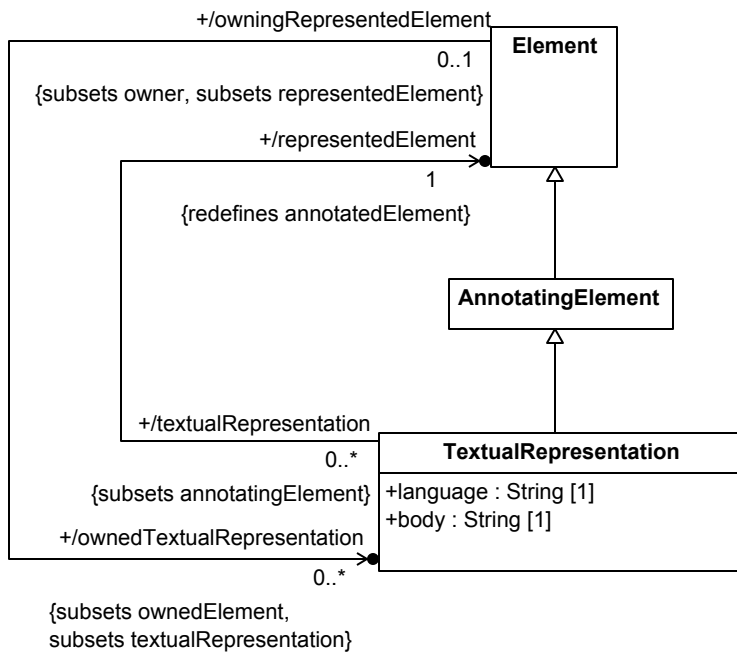 +/owningRepresentedElement
Element
0..1
{subsets owner, subsets representedElement}
+/representedElement
1
{redefines annotatedElement}
AnnotatingElement
+/textualRepresentation
TextualRepresentation
0..*
+language : String [1]
{subsets annotatingElement}
+body : String [1]
+/ownedTextualRepresentation
0..*
{subsets ownedElement,
subsets textualRepresentation}